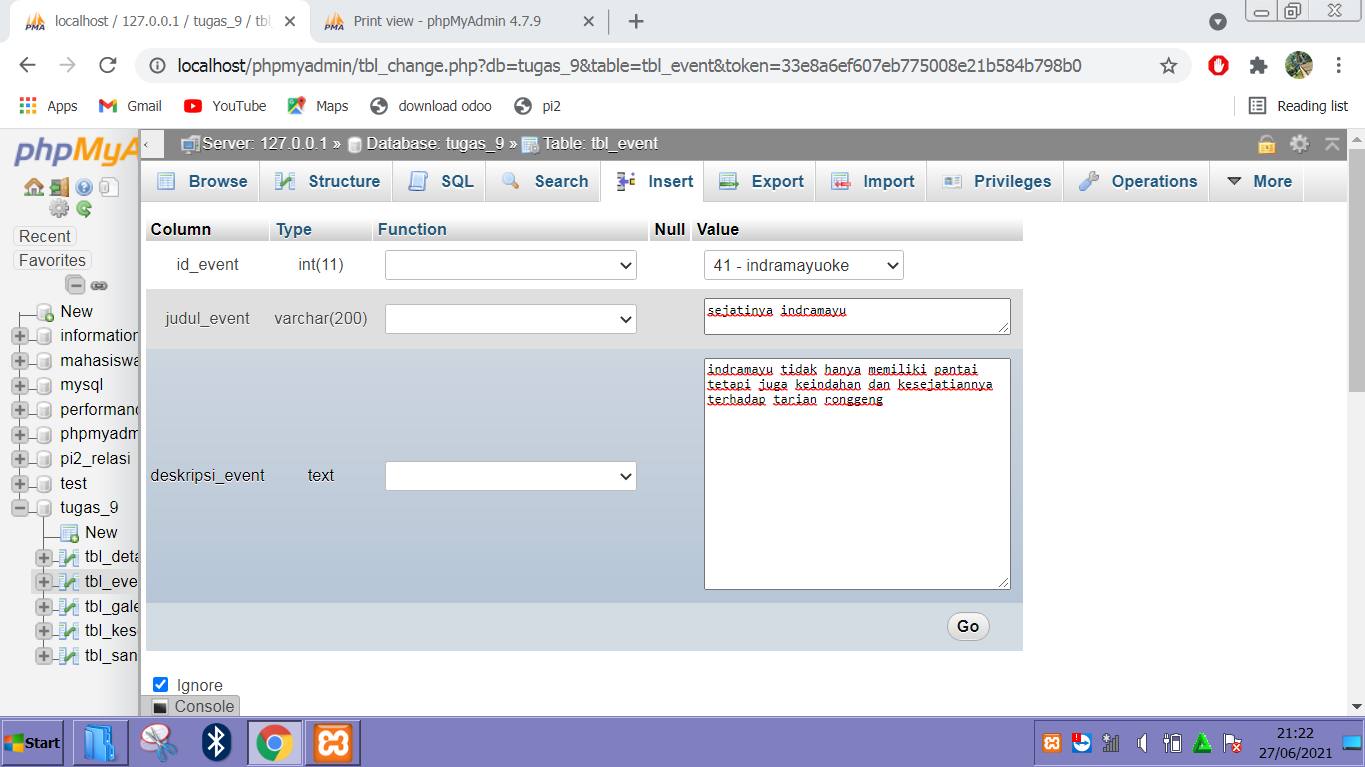 localhost / 127.0.0.1 / tugas_9 / tbl_
Print view - phpMyAdmin 4.7.9
localhost/phpmyadmin/tbl_change.php?db=tugas_9&table=tbl_event&token=33e8a6ef607eb775008e21b584b798b0
Apps Gmail YouTube Maps download odoo pi2 Reading list
phpMyA
Server: 127.0.0.1 » Database: tugas_9 » Table: tbl_event
Browse Structure SQL Search Insert Export Import Privileges Operations More
Recent
Favorites
New
information
mahasiswa
mysql
performanc
phpmyadm
pi2_relasi
test
tugas_9
New
tbl_deta
tbl_eve
tbl_gale
tbl_kes
tbl_san
Column Type Function Null Value
id_event int(11) 41 - indramayuoke
judul_event varchar(200) sejatinya indramayu
deskripsi_event text
indramayu tidak hanya memiliki pantai
tetapi juga keindahan dan kesejatiannya
terhadap tarian ronggeng
Go
Ignore
Console
Start
21:22
27/06/2021